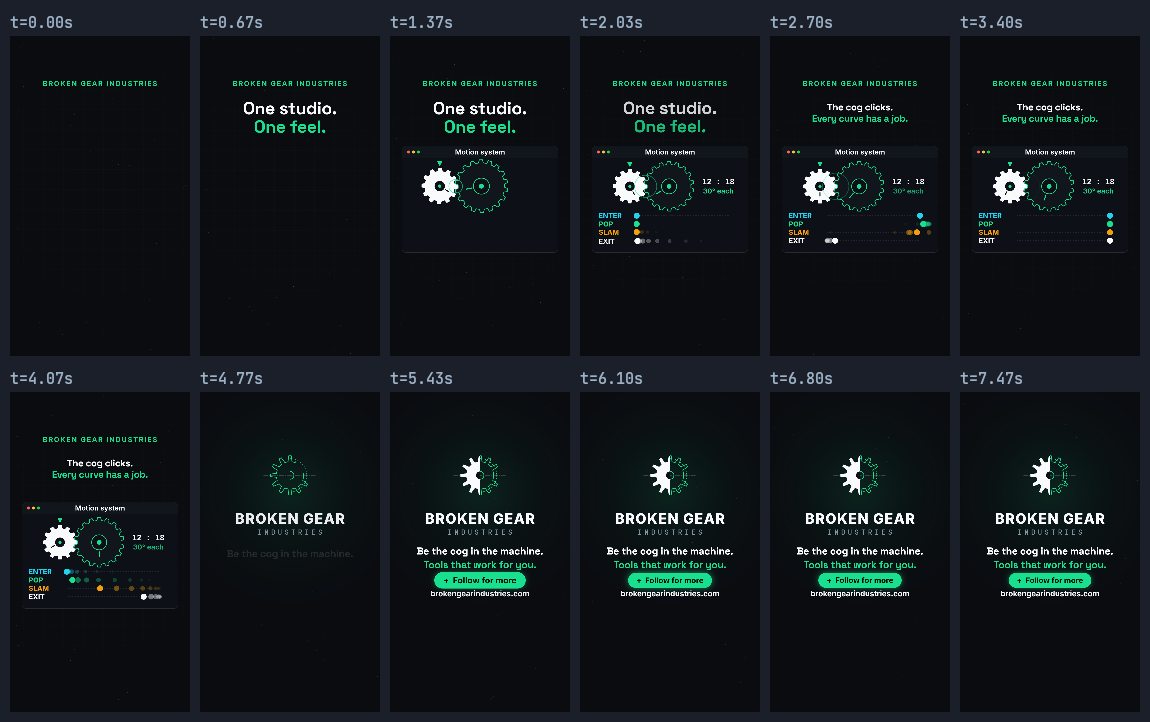 t=0.00s
BROKEN GEAR INDUSTRIES
t=0.67s
BROKEN GEAR INDUSTRIES
One studio.
One feel.
t=1.37s
BROKEN GEAR INDUSTRIES
One studio.
One feel.
Motion system
t=2.03s
BROKEN GEAR INDUSTRIES
One studio.
One feel.
Motion system
12 : 18
30° each
ENTER
POP
SLAM
EXIT
t=2.70s
BROKEN GEAR INDUSTRIES
The cog clicks.
Every curve has a job.
Motion system
12 : 18
30° each
ENTER
POP
SLAM
EXIT
t=3.40s
BROKEN GEAR INDUSTRIES
The cog clicks.
Every curve has a job.
Motion system
12 : 18
30° each
ENTER
POP
SLAM
EXIT
t=4.07s
BROKEN GEAR INDUSTRIES
The cog clicks.
Every curve has a job.
Motion system
12 : 18
30° each
ENTER
POP
SLAM
EXIT
t=4.77s
BROKEN GEAR
INDUSTRIES
Be the cog in the machine.
t=5.43s
BROKEN GEAR
INDUSTRIES
Be the cog in the machine.
Tools that work for you.
+ Follow for more
brokengearindustries.com
t=6.10s
BROKEN GEAR
INDUSTRIES
Be the cog in the machine.
Tools that work for you.
+ Follow for more
brokengearindustries.com
t=6.80s
BROKEN GEAR
INDUSTRIES
Be the cog in the machine.
Tools that work for you.
+ Follow for more
brokengearindustries.com
t=7.47s
BROKEN GEAR
INDUSTRIES
Be the cog in the machine.
Tools that work for you.
+ Follow for more
brokengearindustries.com